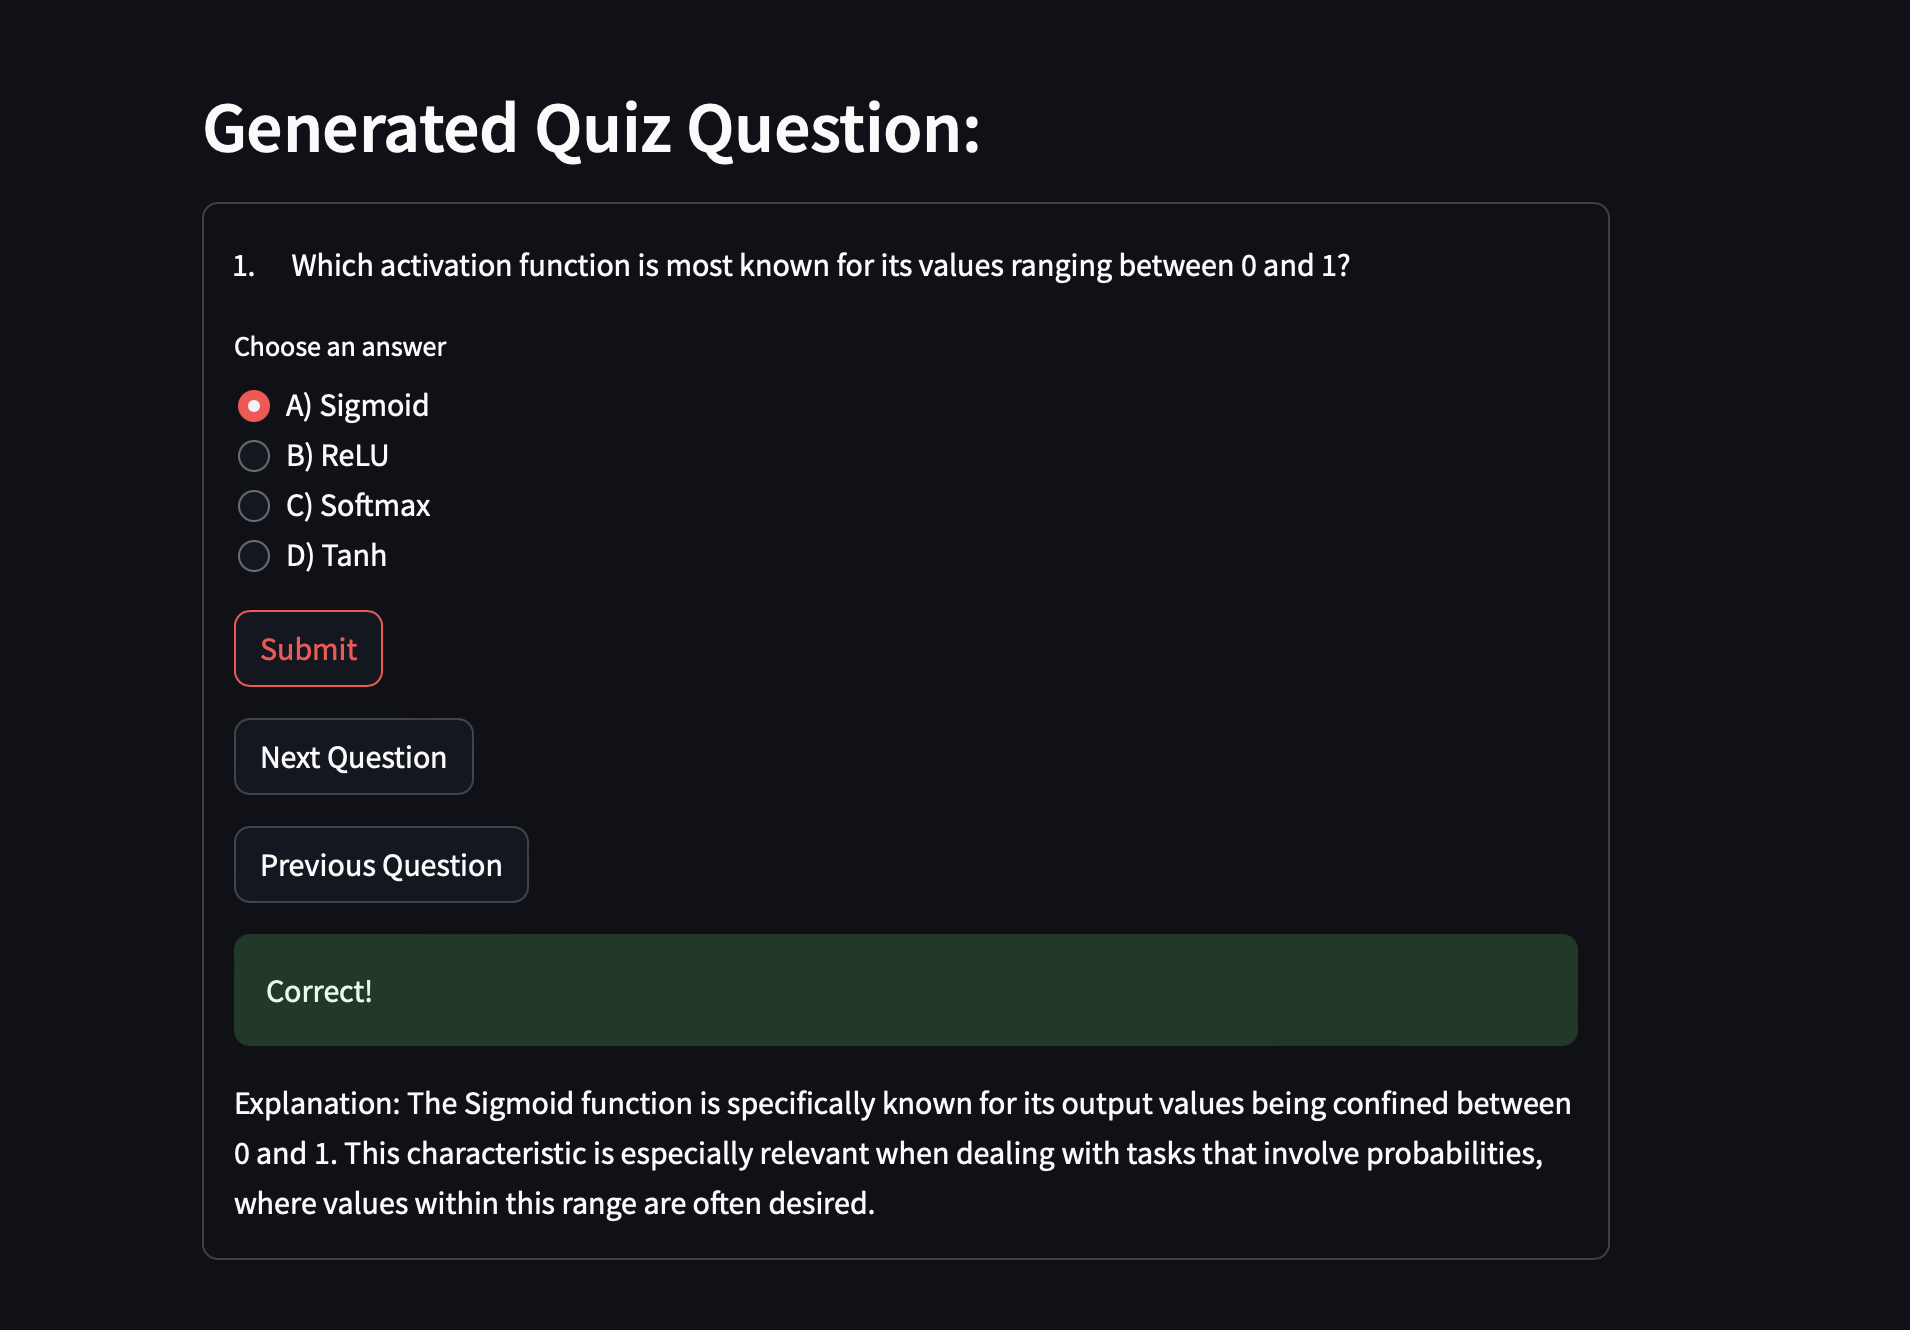 Generated Quiz Question:
1. Which activation function is most known for its values ranging between 0 and 1?
Choose an answer
A) Sigmoid
B) ReLU
C) Softmax
D) Tanh
Submit
Next Question
Previous Question
Correct!
Explanation: The Sigmoid function is specifically known for its output values being confined between
0 and 1. This characteristic is especially relevant when dealing with tasks that involve probabilities,
where values within this range are often desired.